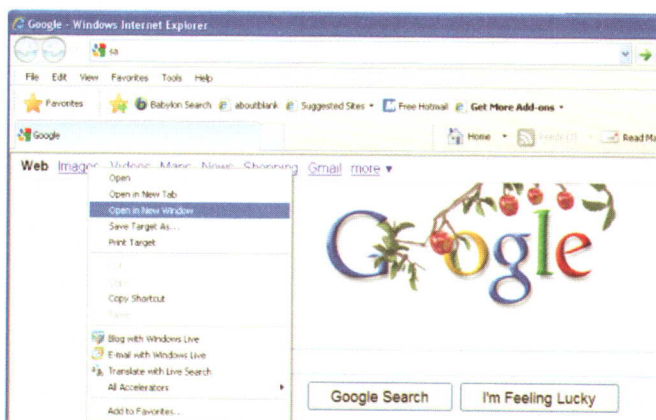 Google - Windows Internet Explorer
sa
File Edit View Favorites Tools Help
Favorites Babylon Search aboutblank Suggested Sites Free Hotmail Get More Add-ons
Google Home Feeds (0) Read Ma
Web Images Videos Maps News Shopping Gmail more
Open
Open in New Tab
Open in New Window
Save Target As...
Print Target
Copy Shortcut
Blog with Windows Live
E-mail with Windows Live
Translate with Live Search
All Accelerators
Add to Favorites...
Google
Google Search I'm Feeling Lucky